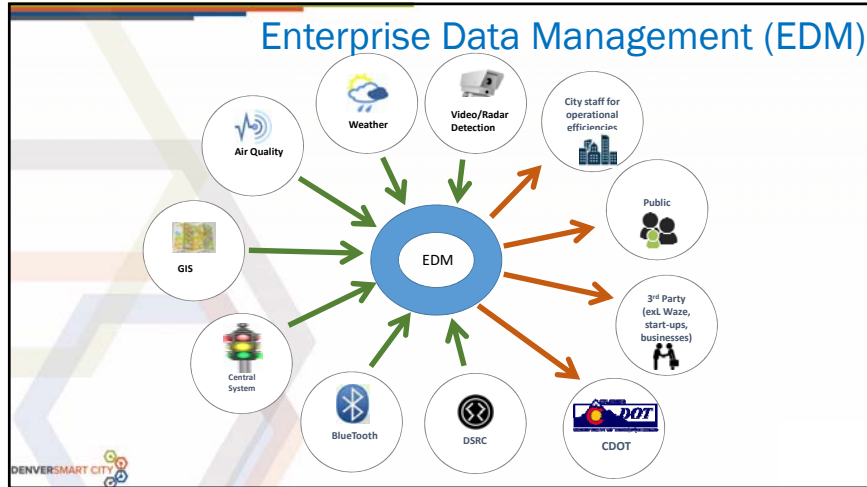 Enterprise Data Management (EDM)
Weather
Video/Radar
Detection
City staff for
operational
efficiencies
Air Quality
Public
GIS
EDM
3rd Party
(exL Waze,
start-ups,
businesses)
Central
System
BlueTooth
DSRC
DOT
CDOT
DENVERSMART CITY